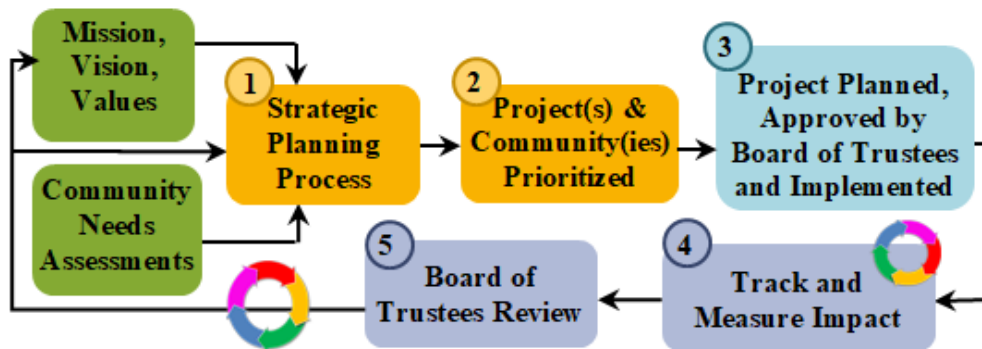 Mission,
Vision,
Values
Community
Needs
Assessments
1
Strategic
Planning
Process
2
Project(s) &
Community(ies)
Prioritized
3
Project Planned,
Approved by
Board of Trustees
and Implemented
4
Track and
Measure Impact
5
Board of
Trustees Review